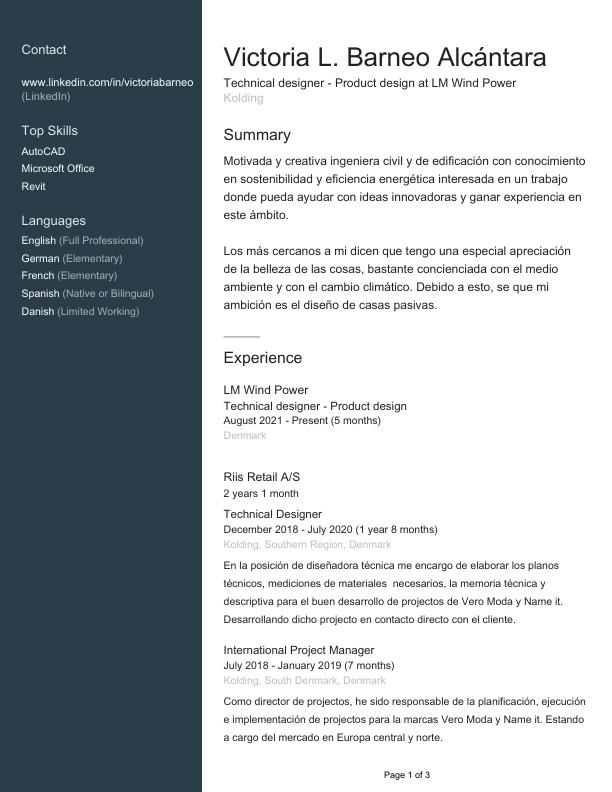 Contact
www.linkedin.com/in/victoriabarneo
(LinkedIn)
Top Skills
AutoCAD
Microsoft Office
Revit
Languages
English (Full Professional)
German (Elementary)
French (Elementary)
Spanish (Native or Bilingual)
Danish (Limited Working)
Victoria L. Barneo Alcántara
Technical designer - Product design at LM Wind Power
Kolding
Summary
Motivada y creativa ingeniera civil y de edificación con conocimiento
en sostenibilidad y eficiencia energética interesada en un trabajo
donde pueda ayudar con ideas innovadoras y ganar experiencia en
este ámbito.
Los más cercanos a mi dicen que tengo una especial apreciación
de la belleza de las cosas, bastante concienciada con el medio
ambiente y con el cambio climático. Debido a esto, se que mi
ambición es el diseño de casas pasivas.
Experience
LM Wind Power
Technical designer - Product design
August 2021 - Present (5 months)
Denmark
Riis Retail A/S
2 years 1 month
Technical Designer
December 2018 - July 2020 (1 year 8 months)
Kolding, Southern Region, Denmark
En la posición de diseñadora técnica me encargo de elaborar los planos
técnicos, mediciones de materiales  necesarios, la memoria técnica y
descriptiva para el buen desarrollo de projectos de Vero Moda y Name it.
Desarrollando dicho projecto en contacto directo con el cliente.
International Project Manager
July 2018 - January 2019 (7 months)
Kolding, South Denmark, Denmark
Como director de projectos, he sido responsable de la planificación, ejecución
e implementación de projectos para la marcas Vero Moda y Name it. Estando
a cargo del mercado en Europa central y norte.
Page 1 of 3